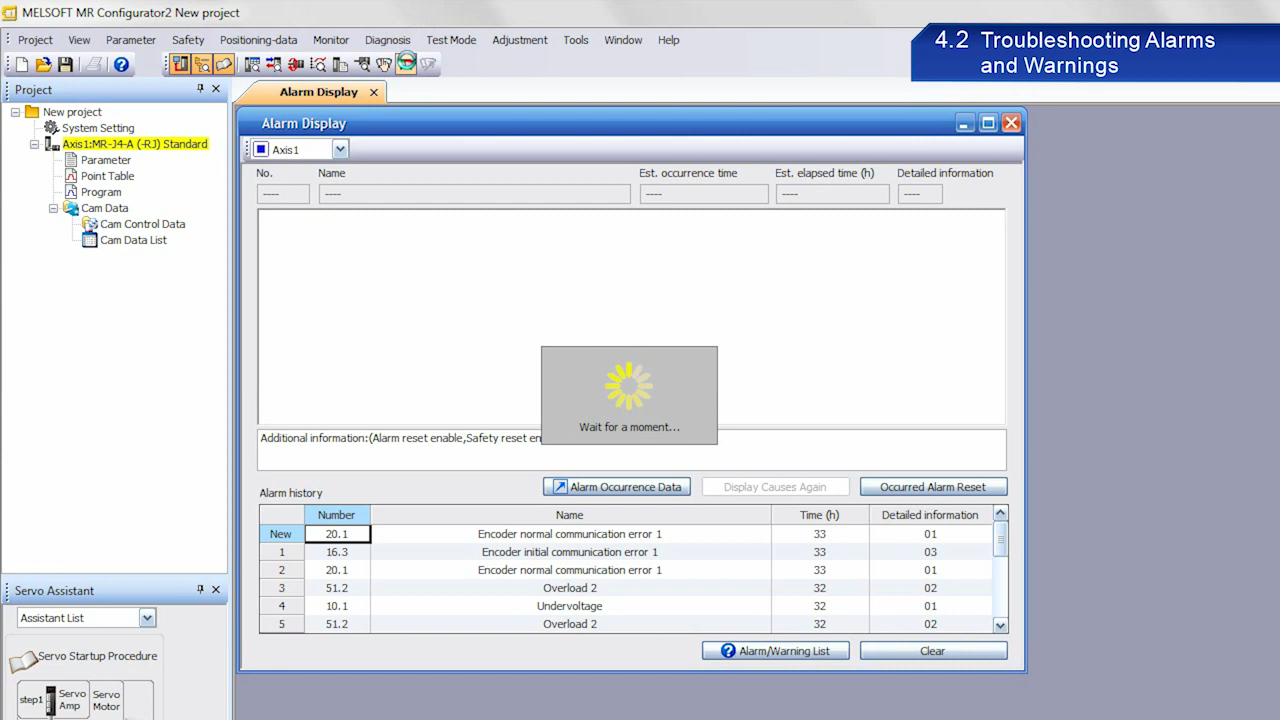 MELSOFT MR Configurator2 New project
Project View Parameter Safety Positioning-data Monitor Diagnosis Test Mode Adjustment Tools Window Help
4.2 Troubleshooting Alarms
and Warnings
Project
New project
System Setting
Axis1:MR-J4-A (-RJ) Standard
Parameter
Point Table
Program
Cam Data
Cam Control Data
Cam Data List
Alarm Display
Alarm Display
Axis1
No. Name Est. occurrence time Est. elapsed time (h) Detailed information
---- ---- ---- ---- ----
Wait for a moment...
Additional information:(Alarm reset enable,Safety reset en
Alarm Occurrence Data Display Causes Again Occurred Alarm Reset
Alarm history
Number Name Time (h) Detailed information
New 20.1 Encoder normal communication error 1 33 01
1 16.3 Encoder initial communication error 1 33 03
2 20.1 Encoder normal communication error 1 33 01
3 51.2 Overload 2 32 02
4 10.1 Undervoltage 32 01
5 51.2 Overload 2 32 02
Alarm/Warning List Clear
Servo Assistant
Assistant List
Servo Startup Procedure
step1 Servo Amp Servo Motor